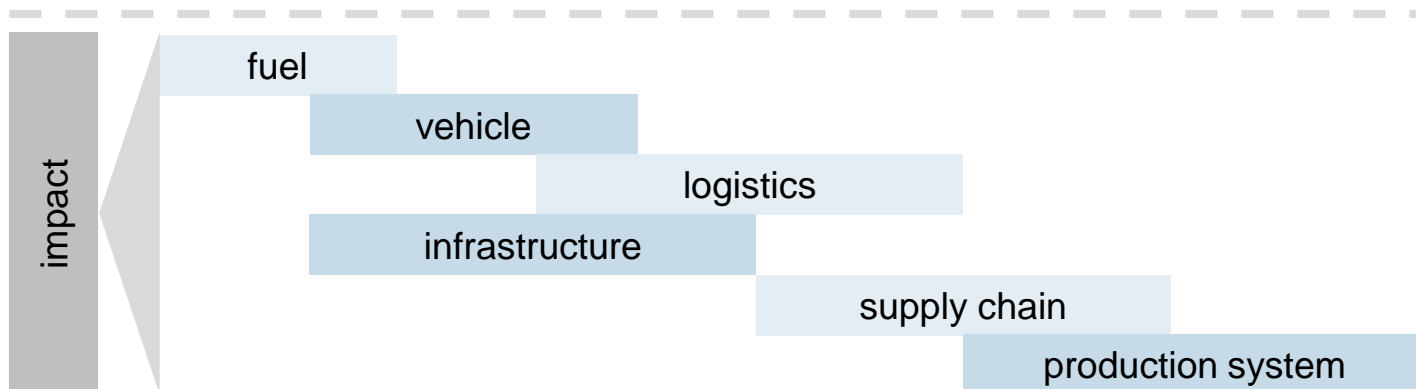 impact
fuel
vehicle
logistics
infrastructure
supply chain
production system